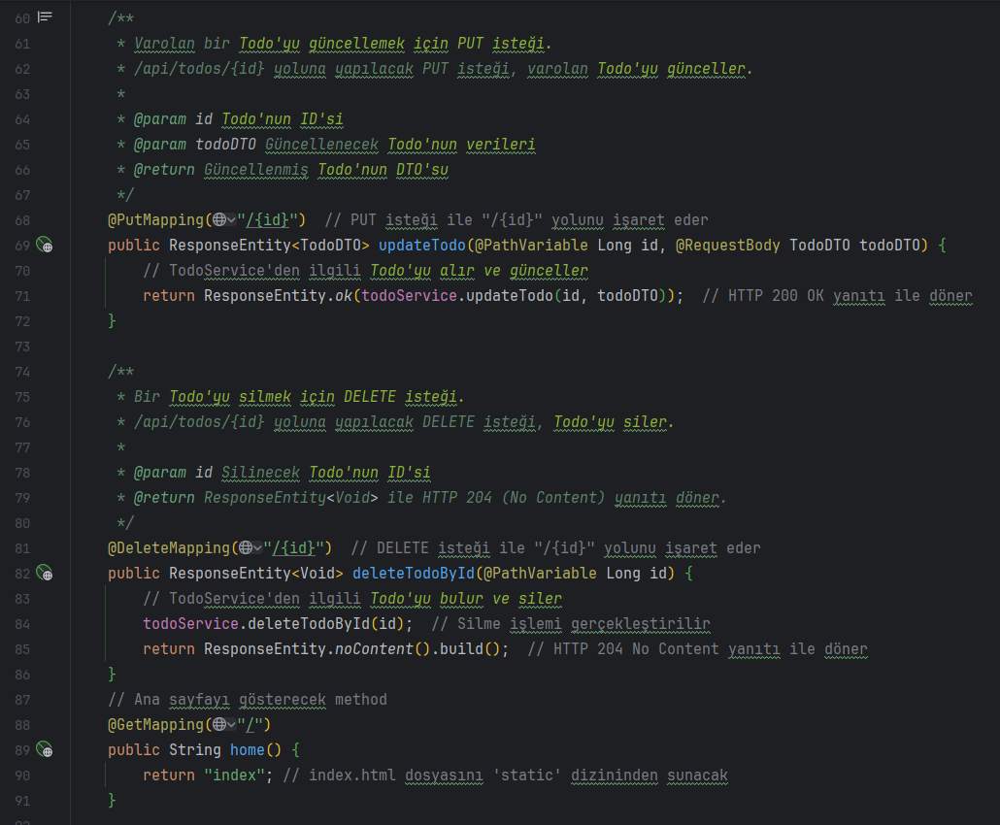 60 /**
61 * Varolan bir Todo'yu güncellemek için PUT isteği.
62 * /api/todos/{id} yoluna yapılacak PUT isteği, varolan Todo'yu günceller.
63 *
64 * @param id Todo'nun ID'si
65 * @param todoDTO Güncellenecek Todo'nun verileri
66 * @return Güncellenmiş Todo'nun DTO'su
67 */
68 @PutMapping("/{id}") // PUT isteği ile "/{id}" yolunu işaret eder
69 public ResponseEntity<TodoDTO> updateTodo(@PathVariable Long id, @RequestBody TodoDTO todoDTO) {
70 // TodoService'den ilgili Todo'yu alır ve günceller
71 return ResponseEntity.ok(todoService.updateTodo(id, todoDTO)); // HTTP 200 OK yanıtı ile döner
72 }
73
74 /**
75 * Bir Todo'yu silmek için DELETE isteği.
76 * /api/todos/{id} yoluna yapılacak DELETE isteği, Todo'yu siler.
77 *
78 * @param id Silinecek Todo'nun ID'si
79 * @return ResponseEntity<Void> ile HTTP 204 (No Content) yanıtı döner.
80 */
81 @DeleteMapping("/{id}") // DELETE isteği ile "/{id}" yolunu işaret eder
82 public ResponseEntity<Void> deleteTodoById(@PathVariable Long id) {
83 // TodoService'den ilgili Todo'yu bulur ve siler
84 todoService.deleteTodoById(id); // Silme işlemi gerçekleştirilir
85 return ResponseEntity.noContent().build(); // HTTP 204 No Content yanıtı ile döner
86 }
87 // Ana sayfayı gösterecek method
88 @GetMapping("/")
89 public String home() {
90 return "index"; // index.html dosyasını 'static' dizininden sunacak
91 }